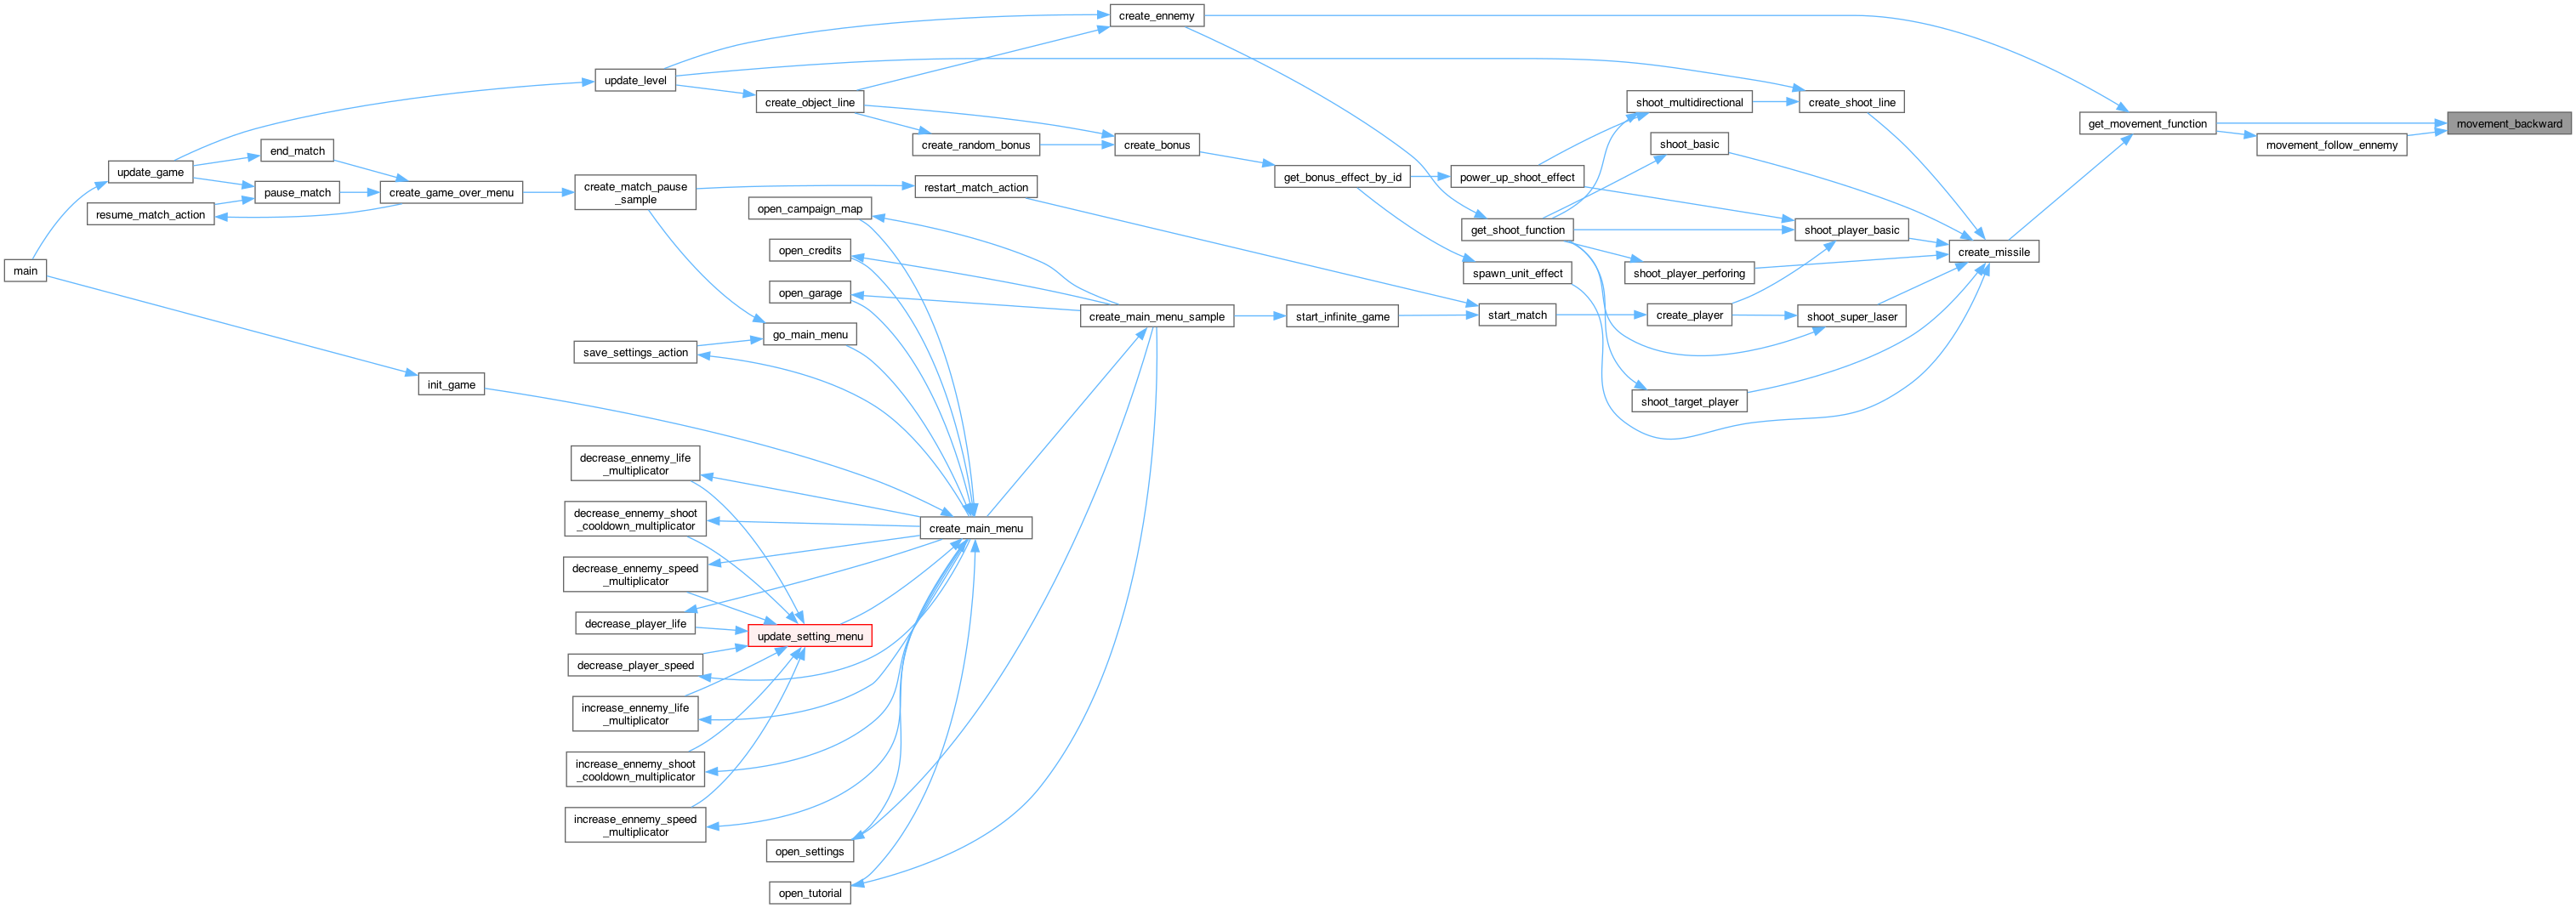 create_ennemy
update_level
create_object_line
shoot_multidirectional
create_shoot_line
get_movement_function
movement_backward
end_match
create_random_bonus
create_bonus
shoot_basic
movement_follow_ennemy
update_game
pause_match
create_game_over_menu
create_match_pause
_sample
restart_match_action
get_bonus_effect_by_id
power_up_shoot_effect
resume_match_action
open_campaign_map
get_shoot_function
shoot_player_basic
open_credits
create_missile
main
spawn_unit_effect
shoot_player_perforing
open_garage
create_main_menu_sample
start_infinite_game
start_match
create_player
shoot_super_laser
go_main_menu
save_settings_action
init_game
shoot_target_player
decrease_ennemy_life
_multiplicator
decrease_ennemy_shoot
_cooldown_multiplicator
create_main_menu
decrease_ennemy_speed
_multiplicator
decrease_player_life
update_setting_menu
decrease_player_speed
increase_ennemy_life
_multiplicator
increase_ennemy_shoot
_cooldown_multiplicator
increase_ennemy_speed
_multiplicator
open_settings
open_tutorial